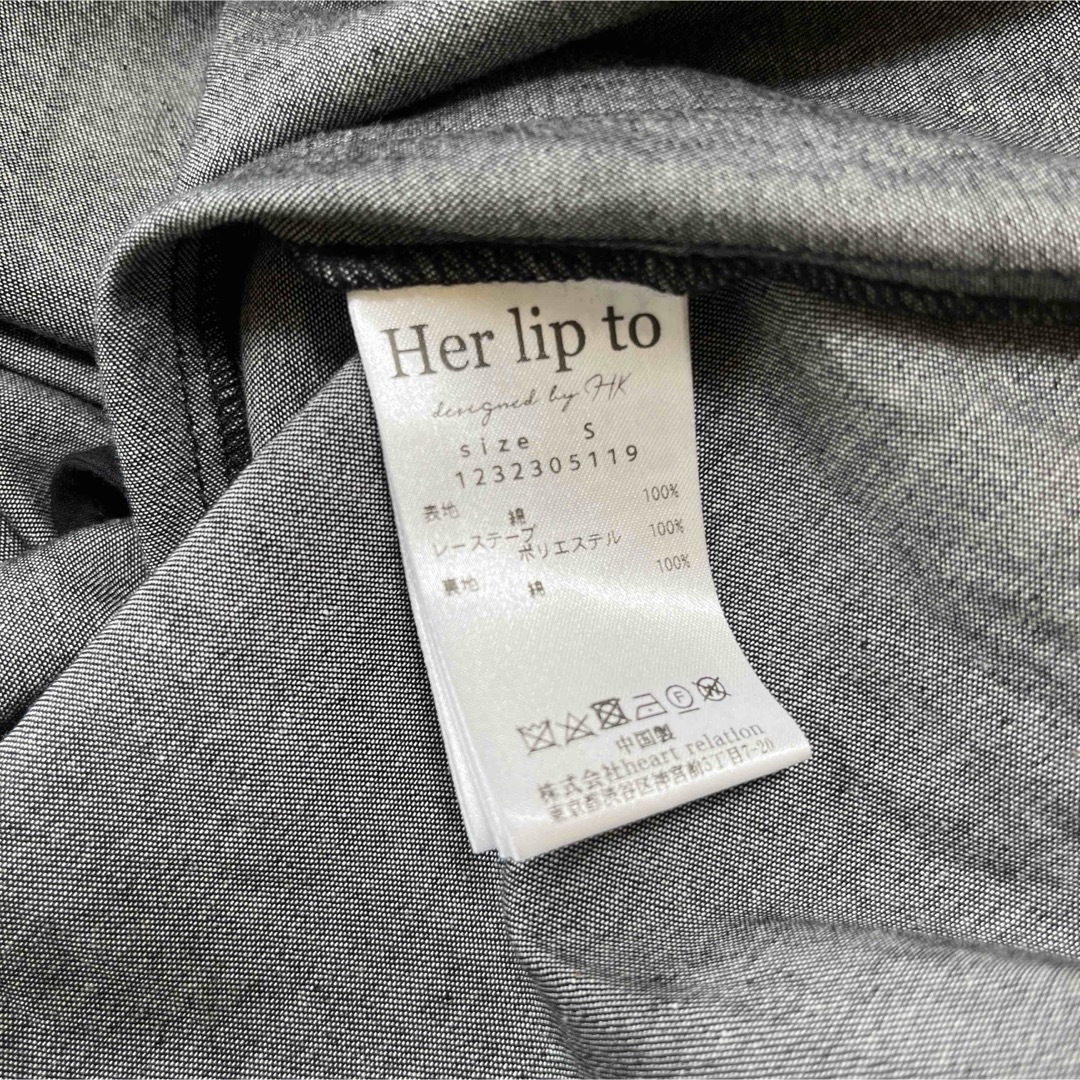 Her lip to
designed by HK
size S
1232305119
表地 綿 100%
レーステープ ポリエステル 100%
裏地 綿 100%
中国製
株式会社heart relation
東京都渋谷区神宮前5丁目7-20